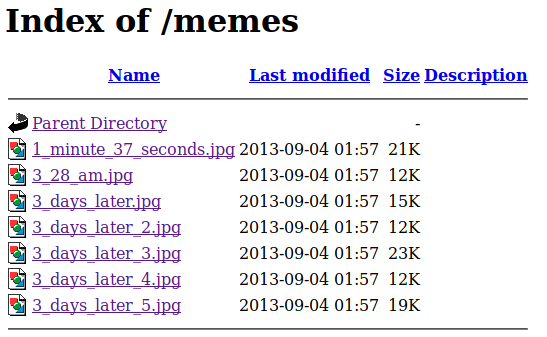 Index of /memes
Name Last modified Size Description
Parent Directory -
1_minute_37_seconds.jpg 2013-09-04 01:57 21K
3_28_am.jpg 2013-09-04 01:57 12K
3_days_later.jpg 2013-09-04 01:57 15K
3_days_later_2.jpg 2013-09-04 01:57 12K
3_days_later_3.jpg 2013-09-04 01:57 23K
3_days_later_4.jpg 2013-09-04 01:57 12K
3_days_later_5.jpg 2013-09-04 01:57 19K